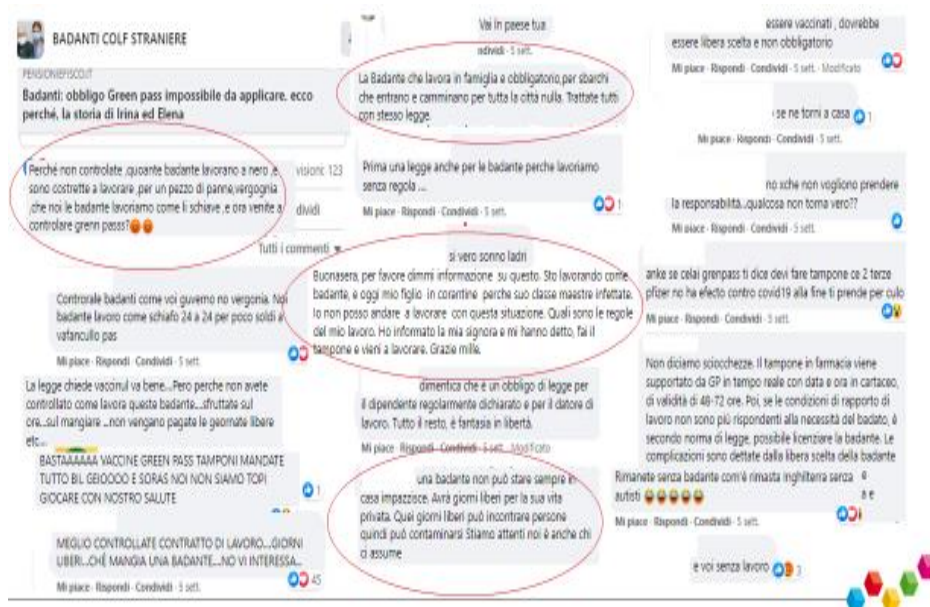 BADANTI COLF STRANIERE
PENSIONIEFISCO.IT
Badanti: obbligo Green pass impossibile da applicare. ecco
perché, la storia di Irina ed Elena
Perché non controlate ,quoante badante lavorano a nero ,e
sono costrette a lavorare ,per un pezzo di panne,vergognia
,che noi le badante lavoriamo come li schiave ,e ora venite a
controlare grenn passs?
visioni: 123
dividi
Tutti i commenti
Controrale badanti come voi guverno no vergonia. Noi
badante lavoro come schiafo 24 a 24 per poco soldi a
vafancullo pas
Mi piace · Rispondi · Condividi · 5 sett.
La legge chiede vaccinul va bene...Pero perche non avete
controllato come lavora queste badante...sfruttate sul
ore...sul mangiare ...non vengano pagate le geornate libere
etc...
BASTAAAAAA VACCINE GREEN PASS TAMPONI MANDATE
TUTTO BIL GEIOOOO E SORAS NOI NON SIAMO TOPI
GIOCARE CON NOSTRO SALUTE
1
MEGLIO CONTROLLATE CONTRATTO DI LAVORO...GIORNI
LIBERI...CHÉ MANGIA UNA BADANTE....NO VI INTERESSA...
Mi piace · Rispondi · Condividi · 5 sett.
45
Vai in paese tua
ndividi · 5 sett.
La Badante che lavora in famiglia e obbligatorio,per sbarchi
che entrano e camminano per tutta la città nulla. Trattate tutti
con stesso legge.
Prima una legge anche per le badante perche lavoriamo
senza regola ...
Mi piace · Rispondi · Condividi · 5 sett.
1
si vero sonno ladri
Buonasera, per favore dimmi informazione su questo. Sto lavorando come
badante, e oggi mio figlio in corantine perche suo classe maestre infettate.
Io non posso andare a lavorare con questa situazione. Quali sono le regole
del mio lavoro. Ho informato la mia signora e mi hanno detto, fai il
tampone e vieni a lavorare. Grazie mille.
dimentica che è un obbligo di legge per
il dipendente regolarmente dichiarato e per il datore di
lavoro. Tutto il resto, è fantasia in libertà.
Mi piace · Rispondi · Condividi · 5 sett. · Modificato
una badante non può stare sempre in
casa impazzisce. Avrà giorni liberi per la sua vita
privata. Quei giorni liberi può incontrare persone
quindi può contaminarsi Stiamo attenti noi è anche chi
ci assume
essere vaccinati , dovrebbe
essere libera scelta e non obbligatorio
Mi piace · Rispondi · Condividi · 5 sett. · Modificato
se ne torni a casa
1
Mi piace · Rispondi · Condividi · 5 sett.
no xche non vogliono prendere
la responsabilità..qualcosa non torna vero??
Mi piace · Rispondi · Condividi · 5 sett.
anke se celai grenpass ti dice devi fare tampone ce 2 terze
pfizer no ha efecto contro covid19 alla fine ti prende per culo
Mi piace · Rispondi · Condividi · 5 sett.
Non diciamo sciocchezze. Il tampone in farmacia viene
supportato da GP in tempo reale con data e ora in cartaceo,
di validità di 48-72 ore. Poi, se le condizioni di rapporto di
lavoro non sono più rispondenti alla necessità del badato, è
secondo norma di legge, possibile licenziare la badante. Le
complicazioni sono dettate dalla libera scelta della badante
Rimanete senza badante com'è rimasta inghilterra senza
autisti
e
a e
Mi piace · Rispondi · Condividi · 5 sett.
e voi senza lavoro
3